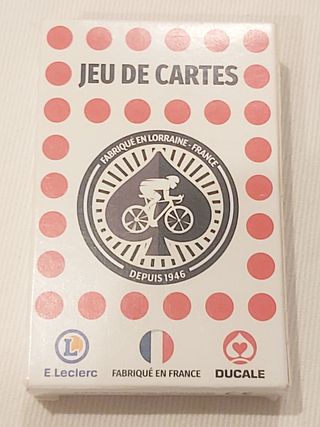 JEU DE CARTES
FABRIQUÉ EN LORRAINE - FRANCE
DEPUIS 1946
L
E.Leclerc
FABRIQUÉ EN FRANCE
DUCALE